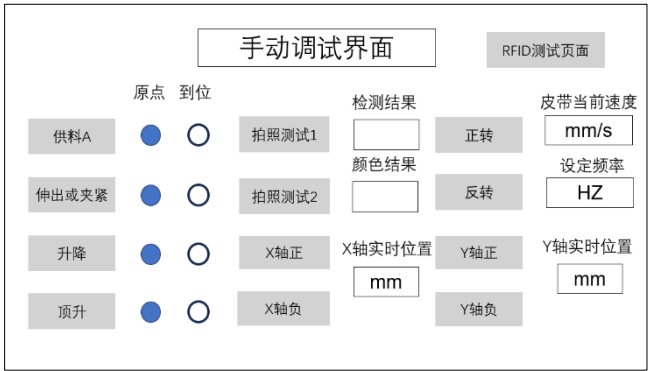 手动调试界面
RFID测试页面
原点 到位
检测结果
皮带当前速度
供料A
拍照测试1
正转
mm/s
颜色结果
设定频率
伸出或夹紧
拍照测试2
反转
HZ
升降
X轴正
X轴实时位置
Y轴正
Y轴实时位置
mm
mm
顶升
X轴负
Y轴负